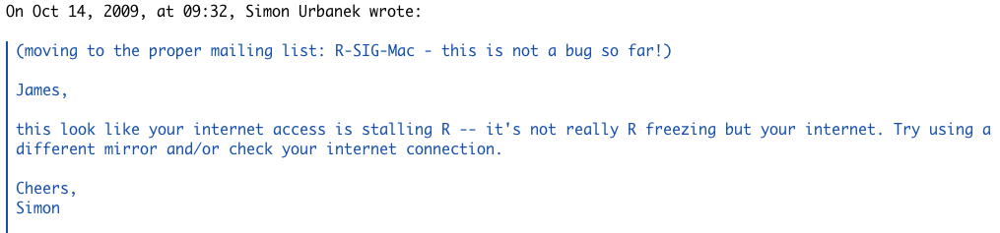 On Oct 14, 2009, at 09:32, Simon Urbanek wrote:
(moving to the proper mailing list: R-SIG-Mac - this is not a bug so far!)
James,
this look like your internet access is stalling R -- it's not really R freezing but your internet. Try using a
different mirror and/or check your internet connection.
Cheers,
Simon